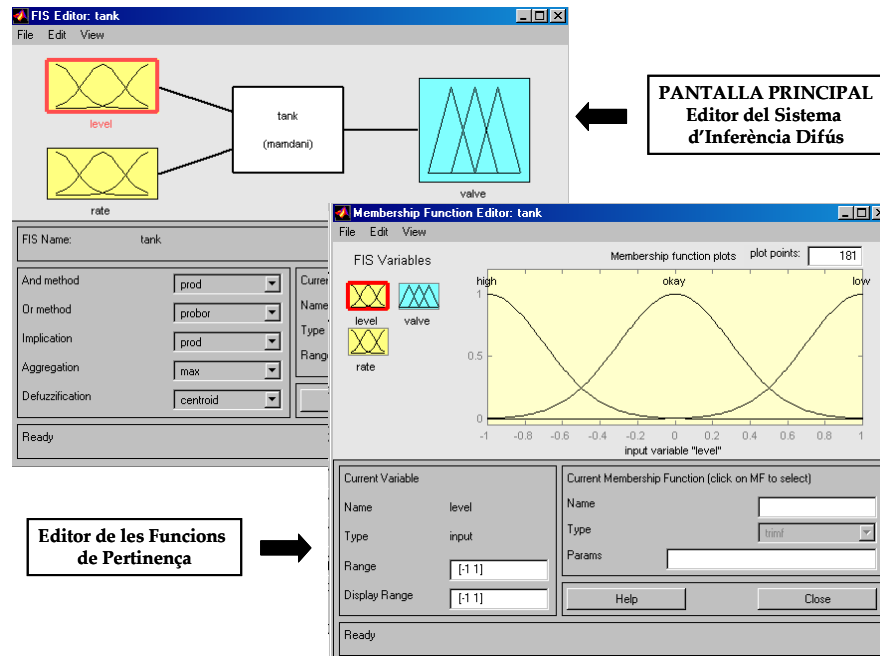 FIS Editor: tank
File Edit View
level
rate
tank
(mamdani)
valve
PANTALLA PRINCIPAL
Editor del Sistema
d'Inferència Difús
FIS Name: tank
And method prod
Or method probor
Implication prod
Aggregation max
Defuzzification centroid
Name
Type
Ready
Membership Function Editor: tank
File Edit View
FIS Variables
level valve
rate
Membership function plots plot points: 181
high okay low
1
0.5
0
-1 -0.8 -0.6 -0.4 -0.2 0 0.2 0.4 0.6 0.8 1
input variable "level"
Editor de les Funcions
de Pertinença
Current Variable
Name level
Type input
Range [-1 1]
Display Range [-1 1]
Current Membership Function (click on MF to select)
Name
Type trimf
Params
Help Close
Ready